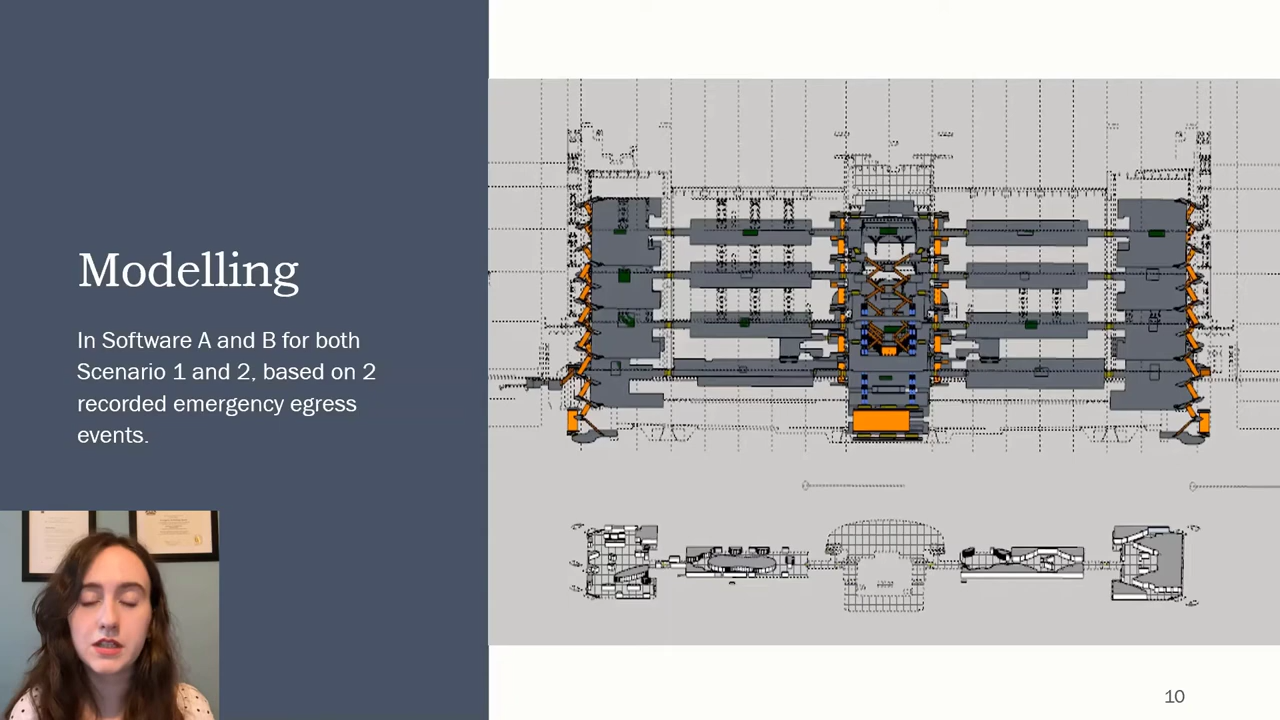 Modelling
In Software A and B for both
Scenario 1 and 2, based on 2
recorded emergency egress
events.
10